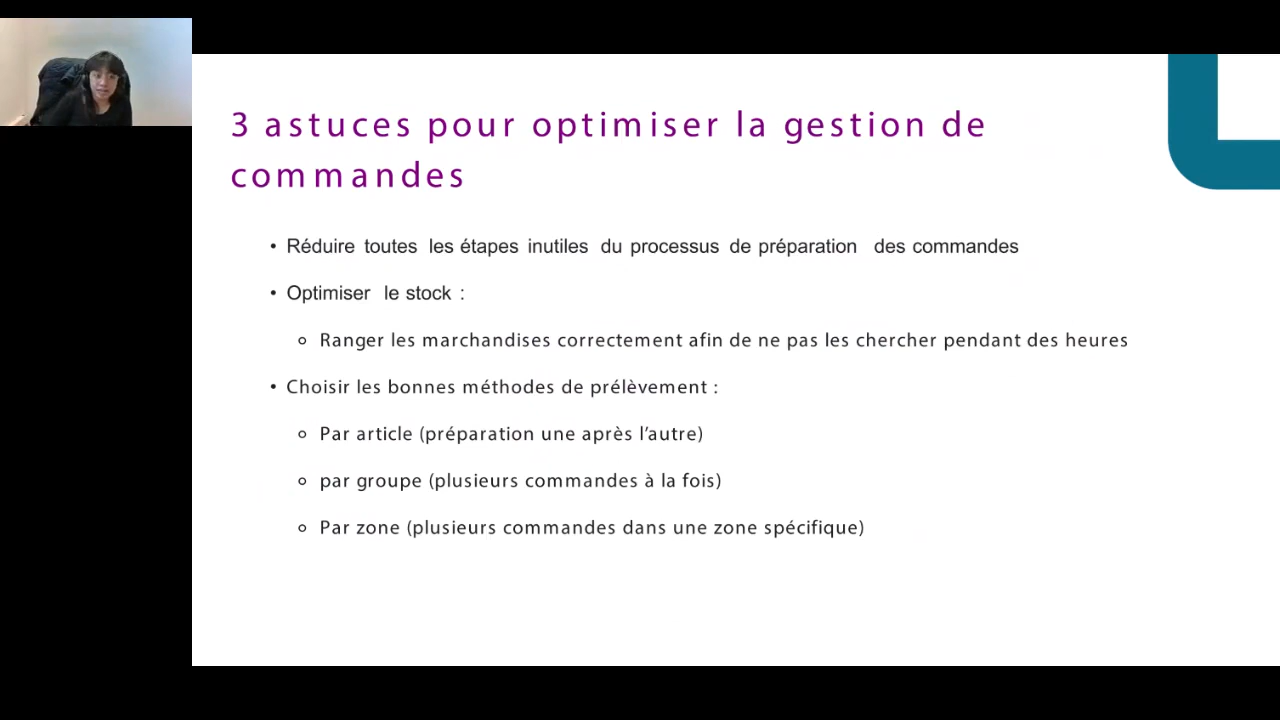 3 astuces pour optimiser la gestion de
commandes
• Réduire toutes les étapes inutiles du processus de préparation des commandes
• Optimiser le stock :
○ Ranger les marchandises correctement afin de ne pas les chercher pendant des heures
• Choisir les bonnes méthodes de prélèvement :
○ Par article (préparation une après l’autre)
○ par groupe (plusieurs commandes à la fois)
○ Par zone (plusieurs commandes dans une zone spécifique)